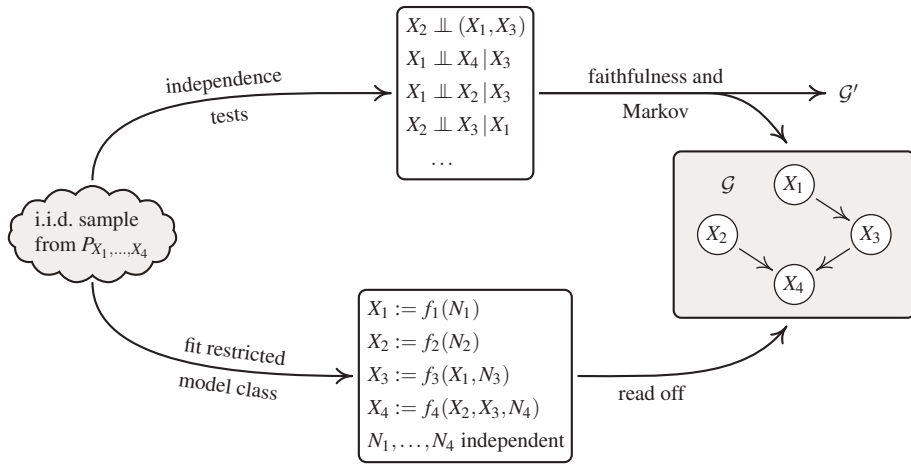 X₂ ⫫ (X₁, X₃)
X₁ ⫫ X₄ | X₃
X₁ ⫫ X₂ | X₃
X₂ ⫫ X₃ | X₁
...
independence
tests
faithfulness and
Markov
𝒢′
i.i.d. sample
from P_{X₁,...,X₄}
𝒢
X₁
X₂
X₃
X₄
fit restricted
model class
X₁ := f₁(N₁)
X₂ := f₂(N₂)
X₃ := f₃(X₁, N₃)
X₄ := f₄(X₂, X₃, N₄)
N₁, . . . , N₄ independent
read off